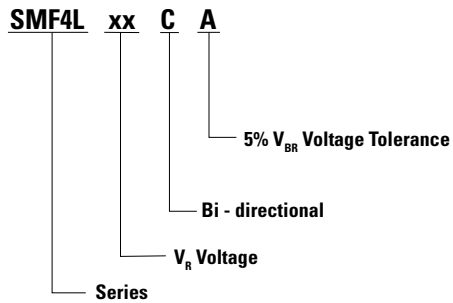 SMF4L xx C A
5% VBR Voltage Tolerance
Bi - directional
VR Voltage
Series